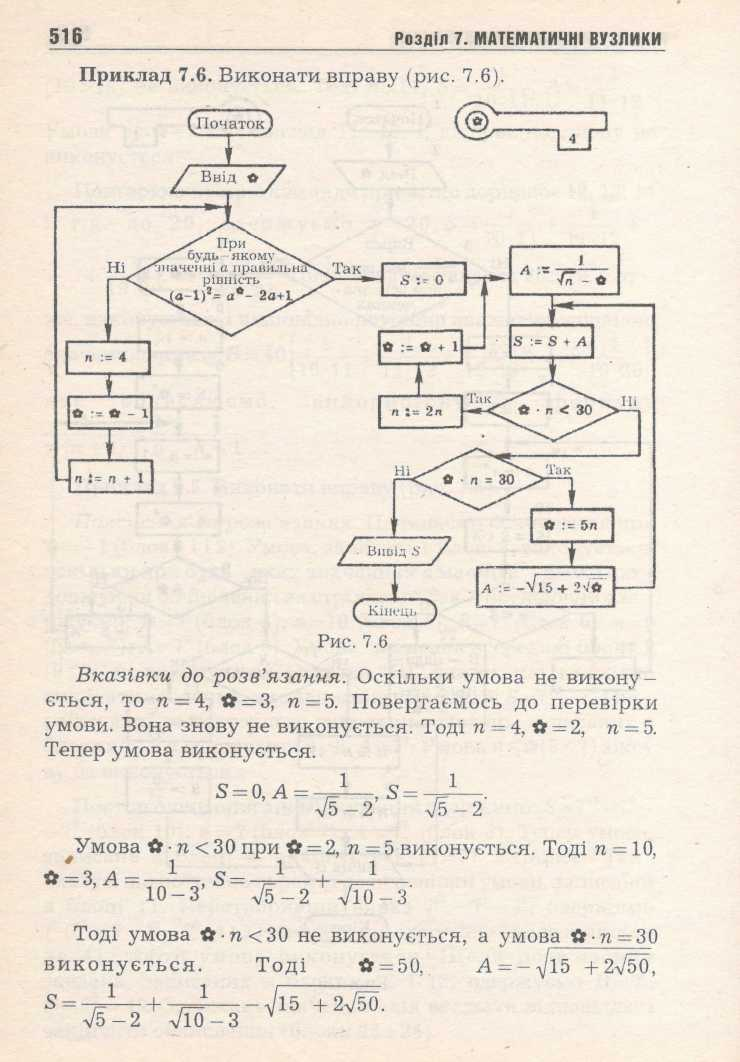 516
Розділ 7. МАТЕМАТИЧНІ ВУЗЛИКИ
Приклад 7.6. Виконати вправу (рис. 7.6).
Початок
✿
4
Ввід ✿
При
будь-якому
значенні a правильна
рівність
(a−1)² = a^✿ − 2a+1
Ні
Так
S := 0
A := 1/(√n − ✿)
n := 4
✿ := ✿ + 1
S := S + A
✿ := ✿ − 1
n := 2n
Так
✿ · n < 30
Ні
n := n + 1
Ні
✿ · n = 30
Так
✿ := 5n
Вивід S
A := −√(15 + 2√✿)
Кінець
Рис. 7.6
Вказівки до розв’язання. Оскільки умова не викону-
ється, то n = 4, ✿ = 3, n = 5. Повертаємось до перевірки
умови. Вона знову не виконується. Тоді n = 4, ✿ = 2, n = 5.
Тепер умова виконується.
S = 0, A = 1/(√5 − 2), S = 1/(√5 − 2).
Умова ✿ · n < 30 при ✿ = 2, n = 5 виконується. Тоді n = 10,
✿ = 3, A = 1/(10 − 3), S = 1/(√5 − 2) + 1/(√10 − 3).
Тоді умова ✿ · n < 30 не виконується, а умова ✿ · n = 30
виконується. Тоді ✿ = 50, A = −√(15 + 2√50),
S = 1/(√5 − 2) + 1/(√10 − 3) − √(15 + 2√50).